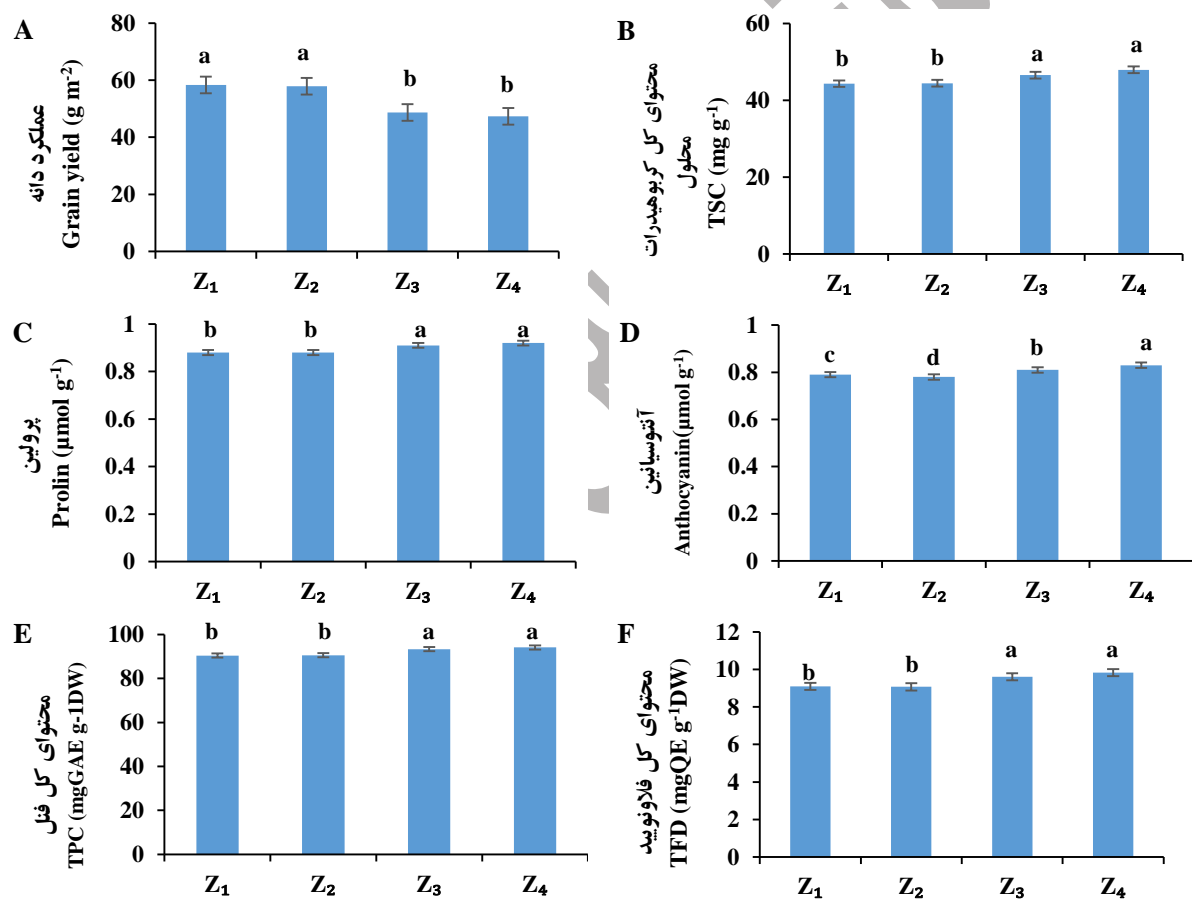 A
80
60
40
20
0
a
a
b
b
Z₁
Z₂
Z₃
Z₄
عملکرد دانه
Grain yield (g m⁻²)
B
60
40
20
0
b
b
a
a
Z₁
Z₂
Z₃
Z₄
محتوای کل کربوهیدرات
محلول
TSC (mg g⁻¹)
C
1
0.8
0.6
0.4
0.2
0
b
b
a
a
Z₁
Z₂
Z₃
Z₄
پرولین
Prolin (µmol g⁻¹)
D
1
0.8
0.6
0.4
0.2
0
c
d
b
a
Z₁
Z₂
Z₃
Z₄
آنتوسیانین
Anthocyanin(µmol g⁻¹)
E
100
80
60
40
20
0
b
b
a
a
Z₁
Z₂
Z₃
Z₄
محتوای کل فنل
TPC (mgGAE g-1DW)
F
12
10
8
6
4
2
0
b
b
a
a
Z₁
Z₂
Z₃
Z₄
محتوای کل فلاونویید
TFD (mgQE g⁻¹DW)